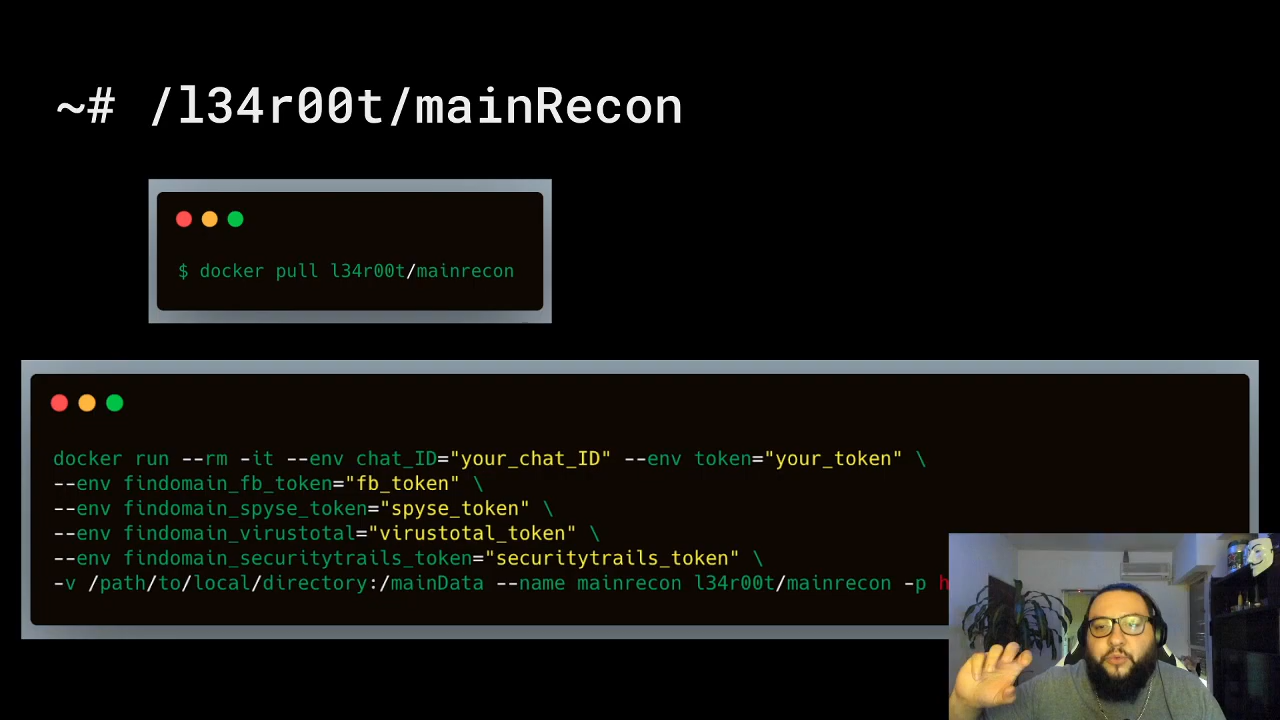 ~# /l34r00t/mainRecon
$ docker pull l34r00t/mainrecon
docker run --rm -it --env chat_ID="your_chat_ID" --env token="your_token" \
--env findomain_fb_token="fb_token" \
--env findomain_spyse_token="spyse_token" \
--env findomain_virustotal="virustotal_token" \
--env findomain_securitytrails_token="securitytrails_token" \
-v /path/to/local/directory:/mainData --name mainrecon l34r00t/mainrecon -p